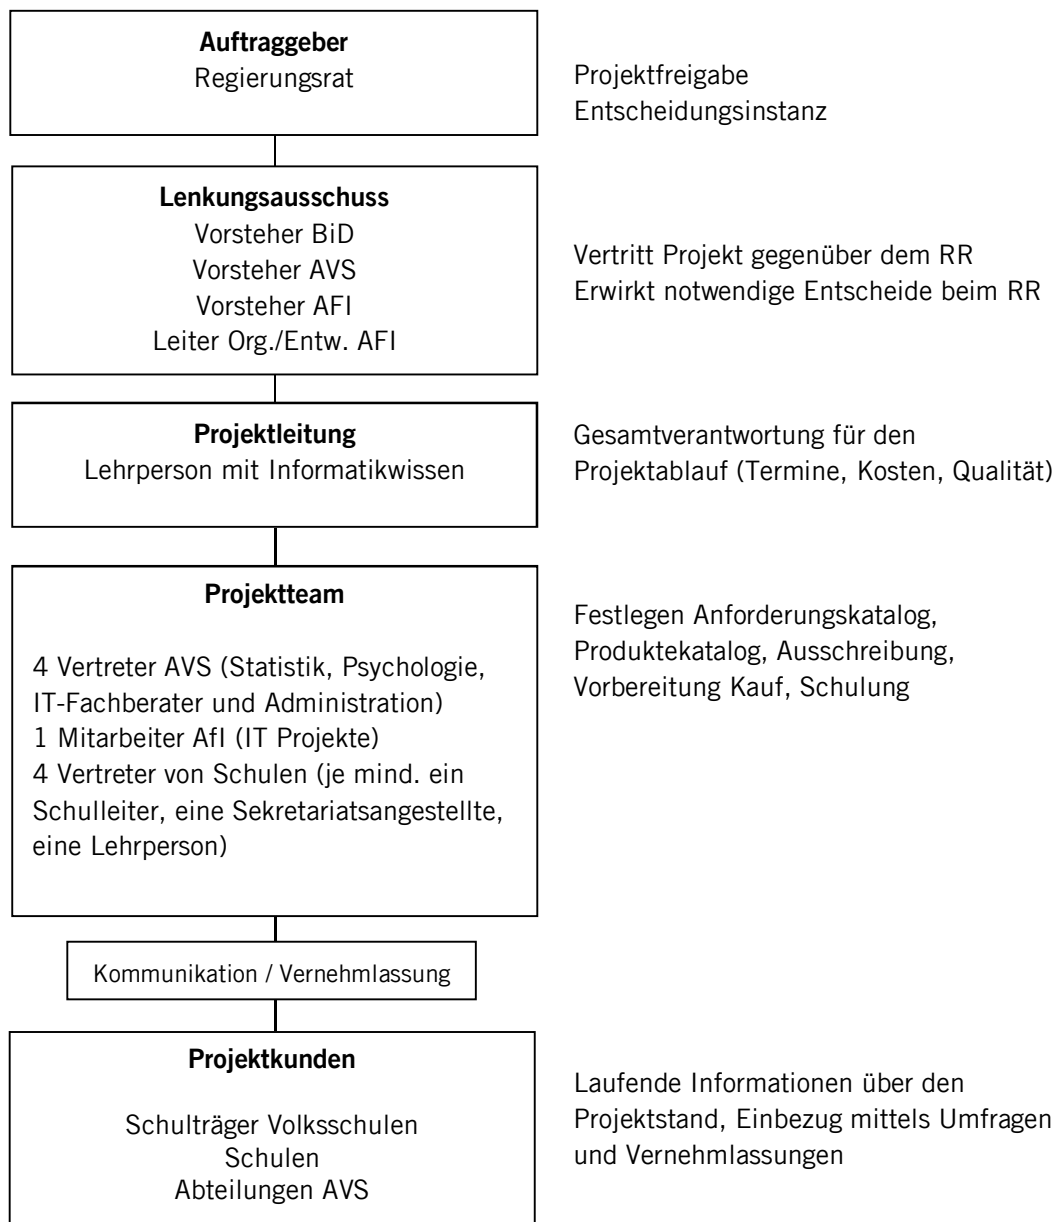 Auftraggeber
Regierungsrat
Projektfreigabe
Entscheidungsinstanz
Lenkungsausschuss
Vorsteher BiD
Vorsteher AVS
Vorsteher AFI
Leiter Org./Entw. AFI
Vertritt Projekt gegenüber dem RR
Erwirkt notwendige Entscheide beim RR
Projektleitung
Lehrperson mit Informatikwissen
Gesamtverantwortung für den
Projektablauf (Termine, Kosten, Qualität)
Projektteam
4 Vertreter AVS (Statistik, Psychologie,
IT-Fachberater und Administration)
1 Mitarbeiter AfI (IT Projekte)
4 Vertreter von Schulen (je mind. ein
Schulleiter, eine Sekretariatsangestellte,
eine Lehrperson)
Festlegen Anforderungskatalog,
Produktekatalog, Ausschreibung,
Vorbereitung Kauf, Schulung
Kommunikation / Vernehmlassung
Projektkunden
Schulträger Volksschulen
Schulen
Abteilungen AVS
Laufende Informationen über den
Projektstand, Einbezug mittels Umfragen
und Vernehmlassungen